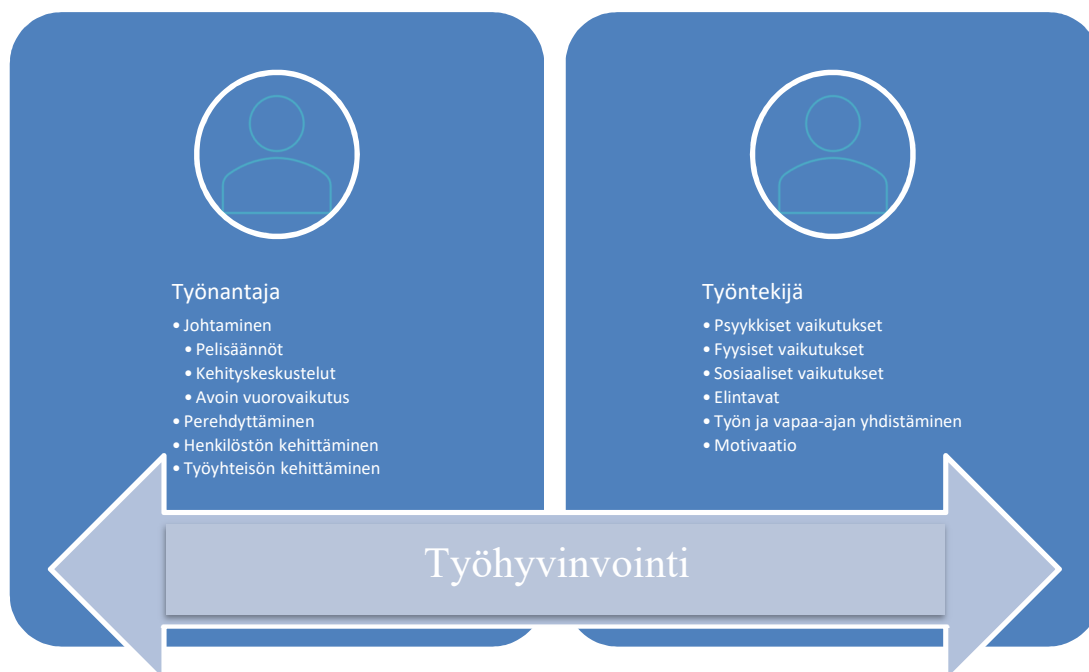 Työnantaja
• Johtaminen
• Pelisäännöt
• Kehityskeskustelut
• Avoin vuorovaikutus
• Perehdyttäminen
• Henkilöstön kehittäminen
• Työyhteisön kehittäminen
Työntekijä
• Psyykkiset vaikutukset
• Fyysiset vaikutukset
• Sosiaaliset vaikutukset
• Elintavat
• Työn ja vapaa-ajan yhdistäminen
• Motivaatio
Työhyvinvointi